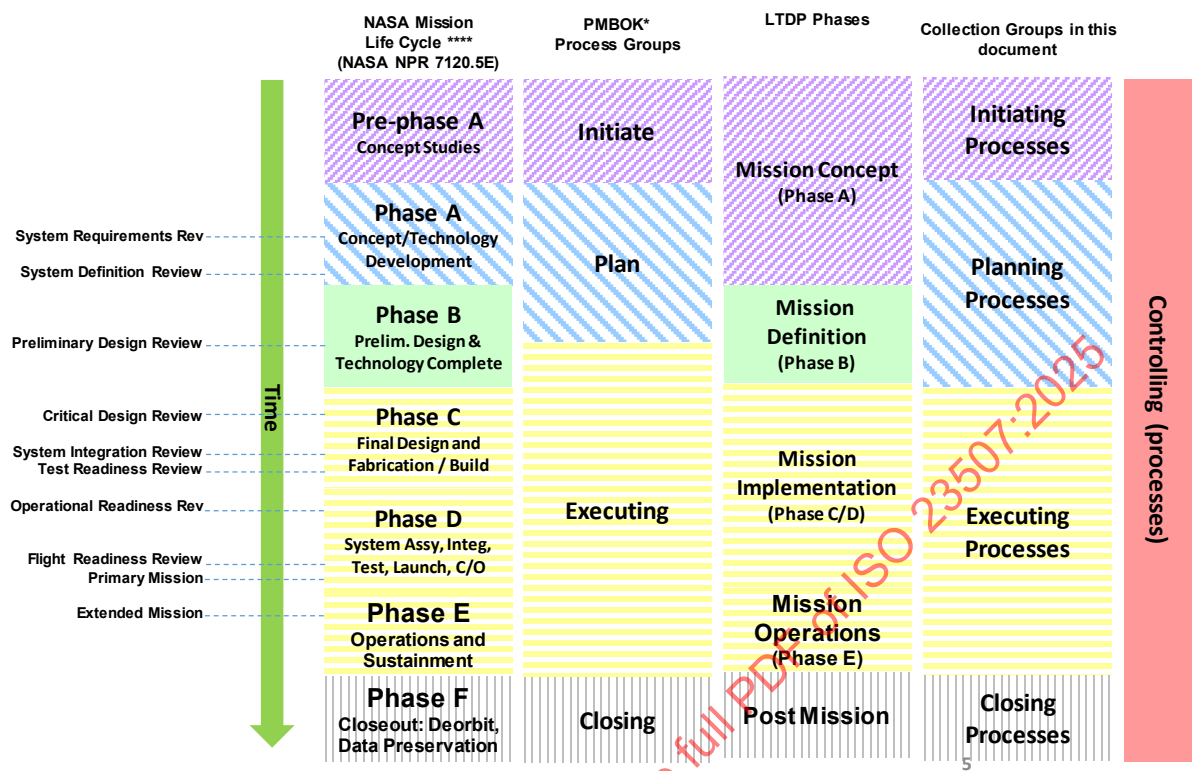 NASA Mission
Life Cycle ****
(NASA NPR 7120.5E)
PMBOK*
Process Groups
LTDP Phases
Collection Groups in this
document
Time
System Requirements Rev
System Definition Review
Preliminary Design Review
Critical Design Review
System Integration Review
Test Readiness Review
Operational Readiness Rev
Flight Readiness Review
Primary Mission
Extended Mission
Pre-phase A
Concept Studies
Phase A
Concept/Technology
Development
Phase B
Prelim. Design &
Technology Complete
Phase C
Final Design and
Fabrication / Build
Phase D
System Assy, Integ,
Test, Launch, C/O
Phase E
Operations and
Sustainment
Phase F
Closeout: Deorbit,
Data Preservation
Initiate
Plan
Executing
Closing
Mission Concept
(Phase A)
Mission
Definition
(Phase B)
Mission
Implementation
(Phase C/D)
Mission
Operations
(Phase E)
Post Mission
Initiating
Processes
Planning
Processes
Executing
Processes
Closing
Processes
Controlling (processes)
full PDF of ISO 23507:2025
5